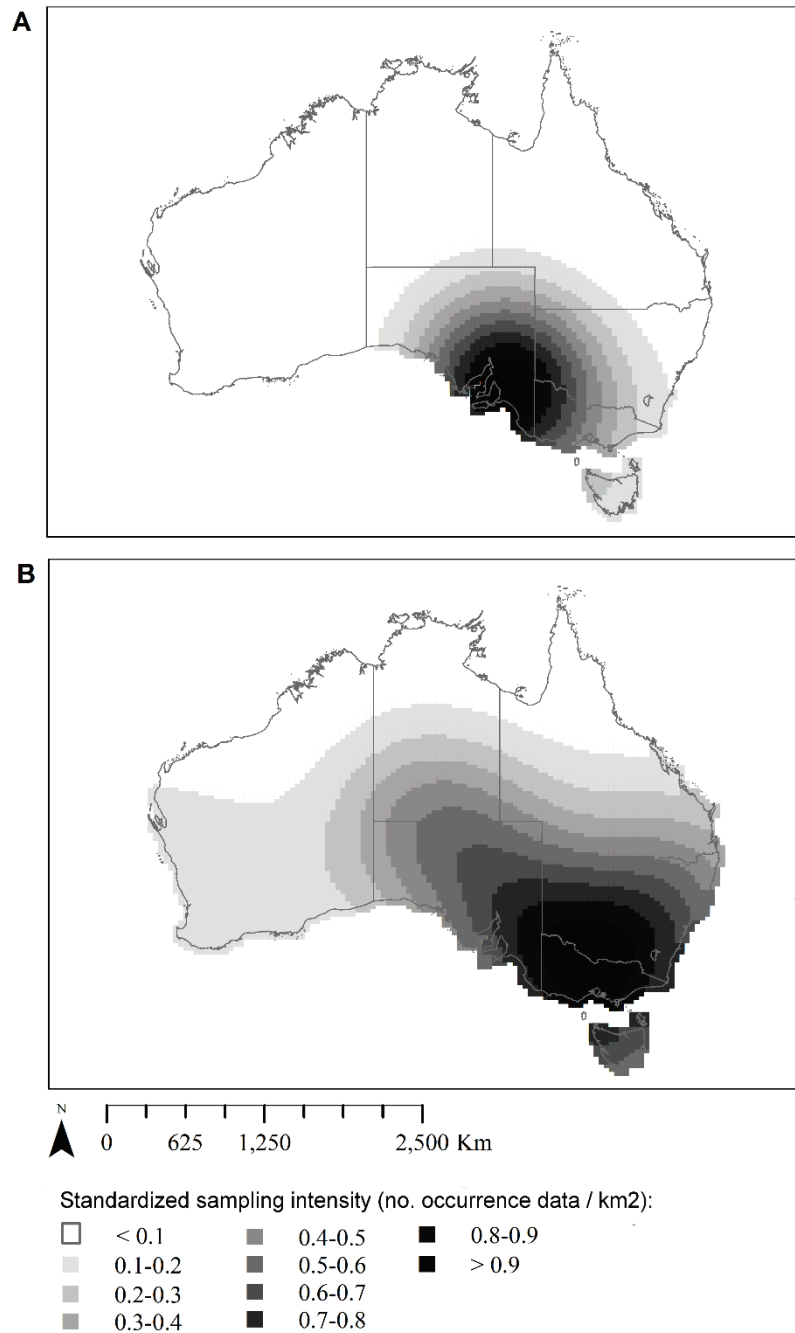 A
B
N
0 625 1,250 2,500 Km
Standardized sampling intensity (no. occurrence data / km2):
< 0.1 0.4-0.5 0.8-0.9
0.1-0.2 0.5-0.6 > 0.9
0.2-0.3 0.6-0.7
0.3-0.4 0.7-0.8